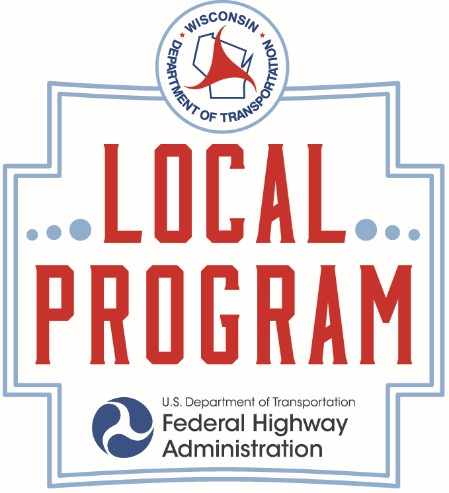 WISCONSIN
DEPARTMENT OF TRANSPORTATION
LOCAL
PROGRAM
U.S. Department of Transportation
Federal Highway
Administration